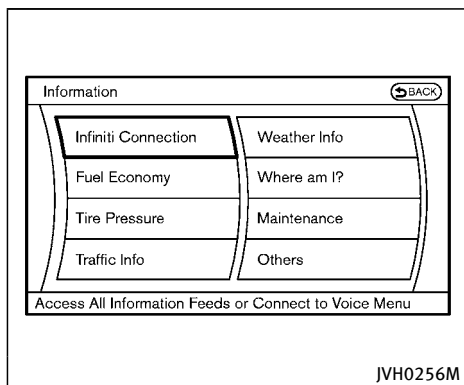 Information
BACK
Infiniti Connection
Weather Info
Fuel Economy
Where am I?
Tire Pressure
Maintenance
Traffic Info
Others
Access All Information Feeds or Connect to Voice Menu
JVH0256M